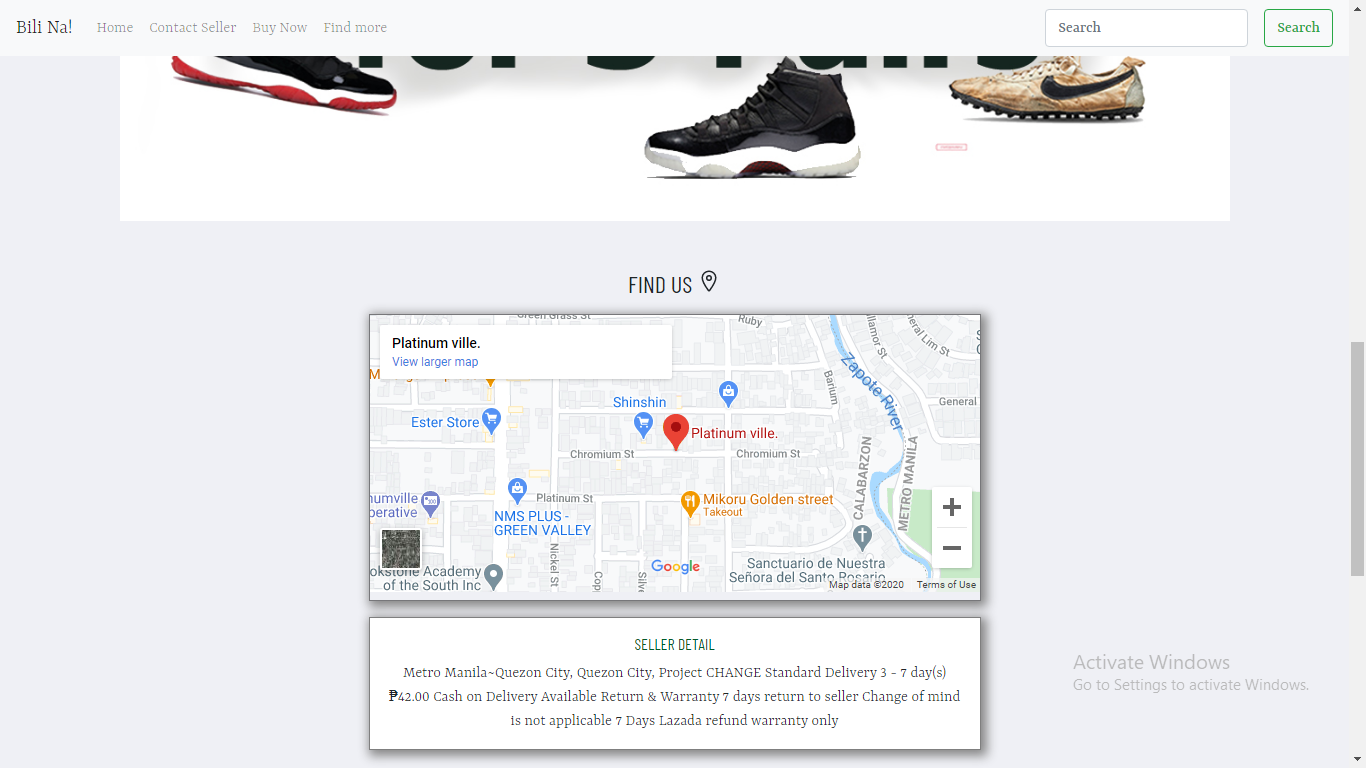 Bili Na! Home Contact Seller Buy Now Find more Search Search
FIND US
Green Grass St
Ruby
Platinum ville.
View larger map
Zapote River
Barium
General
Shinshin
Ester Store
Platinum ville.
Chromium St
Chromium St
CALABARZON
METRO MANILA
Platinum St
Mikoru Golden street
Takeout
NMS PLUS -
GREEN VALLEY
Nickel St
Sanctuario de Nuestra
Señora del Santo Rosario
Academy
of the South Inc
Google
Map data ©2020 Terms of Use
SELLER DETAIL
Metro Manila~Quezon City, Quezon City, Project CHANGE Standard Delivery 3 - 7 day(s)
₱42.00 Cash on Delivery Available Return & Warranty 7 days return to seller Change of mind
is not applicable 7 Days Lazada refund warranty only
Activate Windows
Go to Settings to activate Windows.